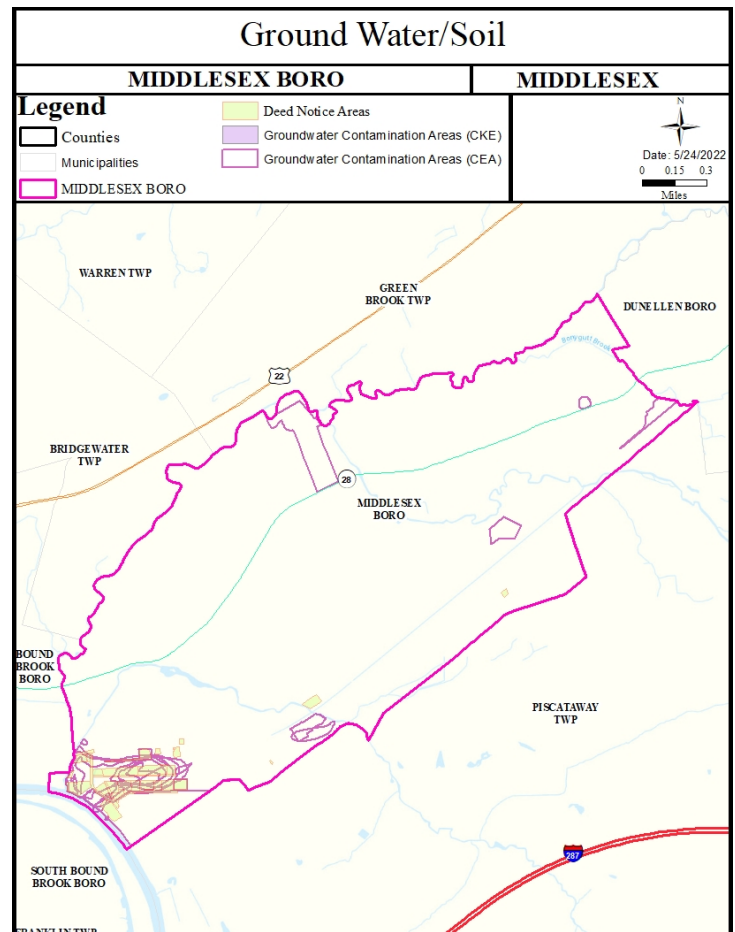 Ground Water/Soil
MIDDLESEX BORO
MIDDLESEX
Legend
Counties
Municipalities
MIDDLESEX BORO
Deed Notice Areas
Groundwater Contamination Areas (CKE)
Groundwater Contamination Areas (CEA)
N
Date: 5/24/2022
0 0.15 0.3
Miles
WARREN TWP
GREEN
BROOK TWP
DUNELLEN BORO
22
BRIDGEWATER
TWP
28
MIDDLESEX
BORO
BOUND
BROOK
BORO
PISCATAWAY
TWP
287
SOUTH BOUND
BROOK BORO
FRANKLIN TWP